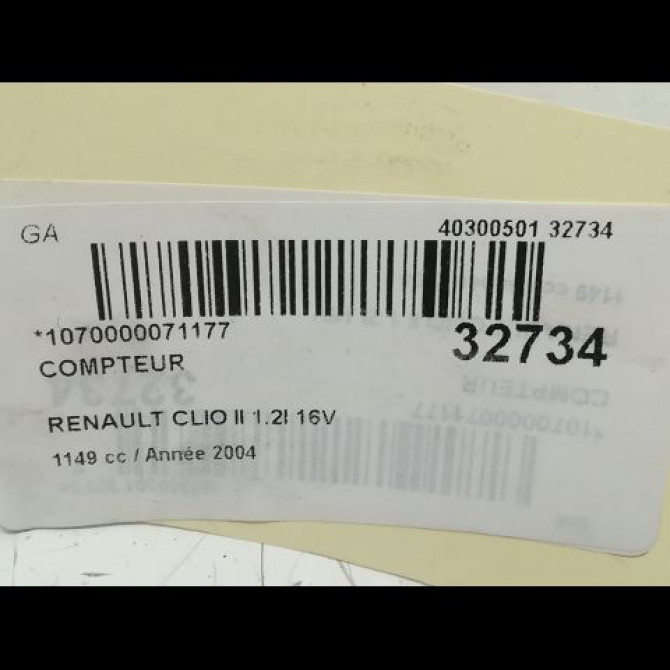 GA 40300501 32734
*1070000071177 32734
COMPTEUR
RENAULT CLIO II 1.2I 16V
1149 cc / Année 2004